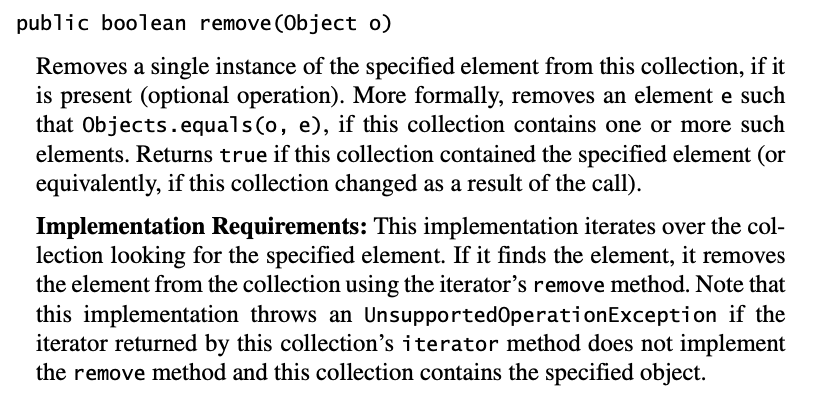 public boolean remove(Object o)
Removes a single instance of the specified element from this collection, if it
is present (optional operation). More formally, removes an element e such
that Objects.equals(o, e), if this collection contains one or more such
elements. Returns true if this collection contained the specified element (or
equivalently, if this collection changed as a result of the call).
Implementation Requirements: This implementation iterates over the col-
lection looking for the specified element. If it finds the element, it removes
the element from the collection using the iterator’s remove method. Note that
this implementation throws an UnsupportedOperationException if the
iterator returned by this collection’s iterator method does not implement
the remove method and this collection contains the specified object.